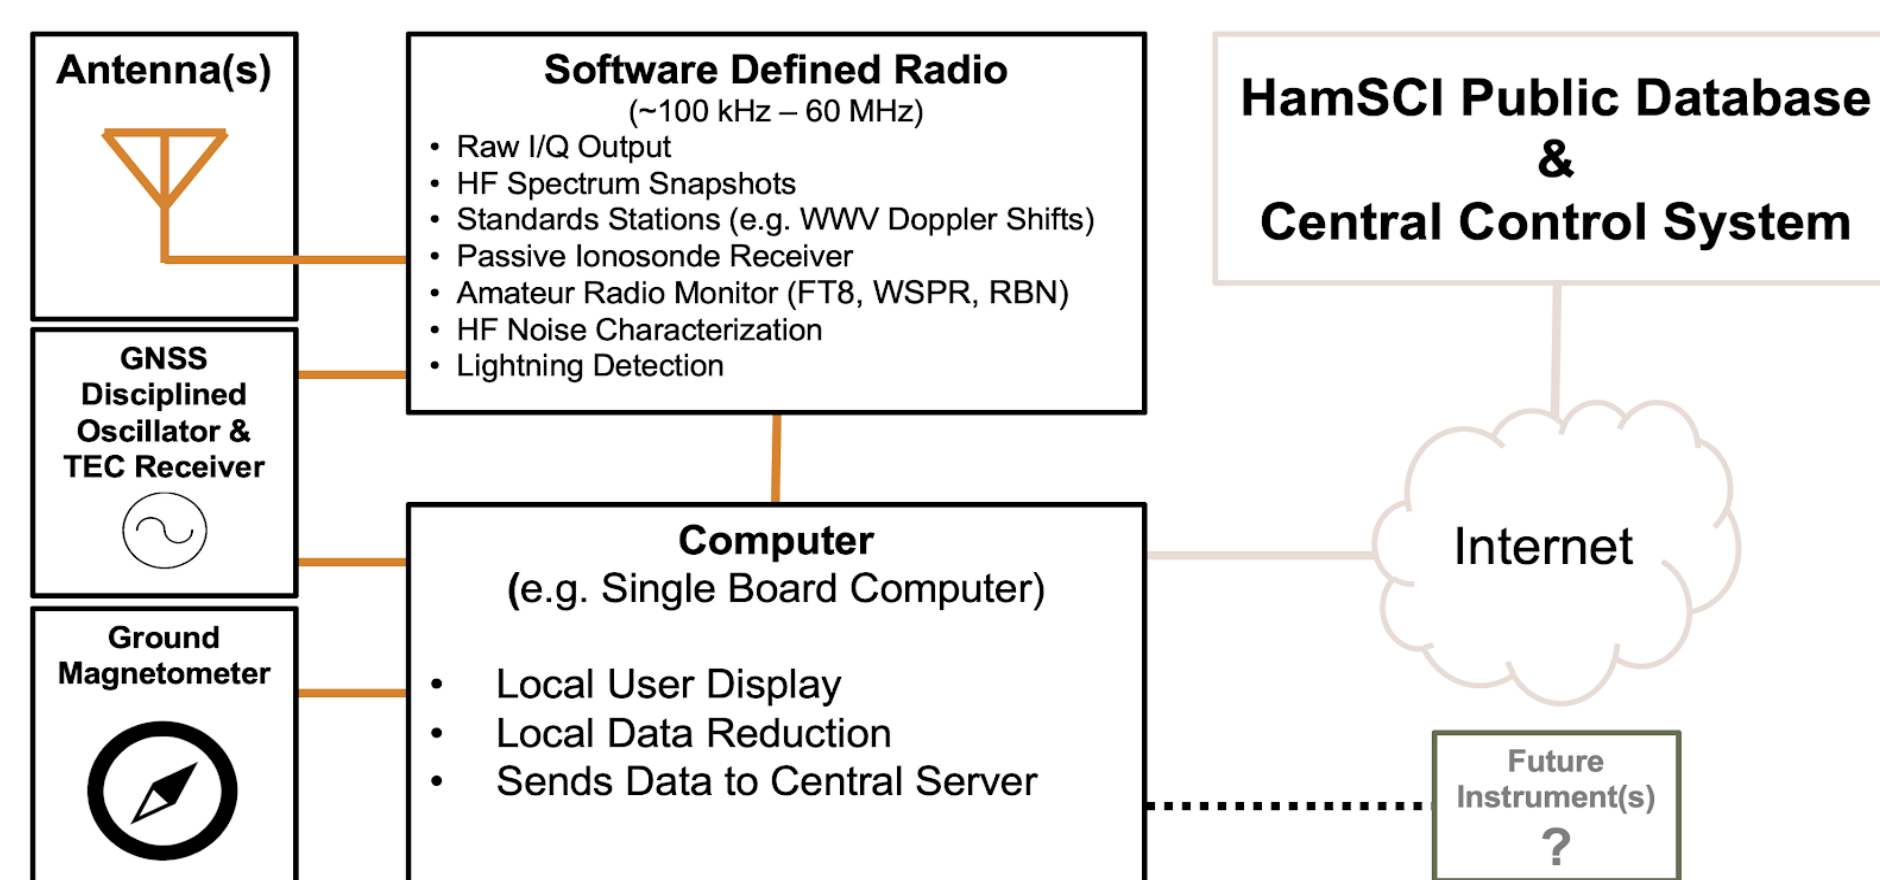 Antenna(s)
Software Defined Radio
(~100 kHz – 60 MHz)
• Raw I/Q Output
• HF Spectrum Snapshots
• Standards Stations (e.g. WWV Doppler Shifts)
• Passive Ionosonde Receiver
• Amateur Radio Monitor (FT8, WSPR, RBN)
• HF Noise Characterization
• Lightning Detection
HamSCI Public Database
&
Central Control System
GNSS
Disciplined
Oscillator &
TEC Receiver
Computer
(e.g. Single Board Computer)
• Local User Display
• Local Data Reduction
• Sends Data to Central Server
Internet
Ground
Magnetometer
Future
Instrument(s)
?